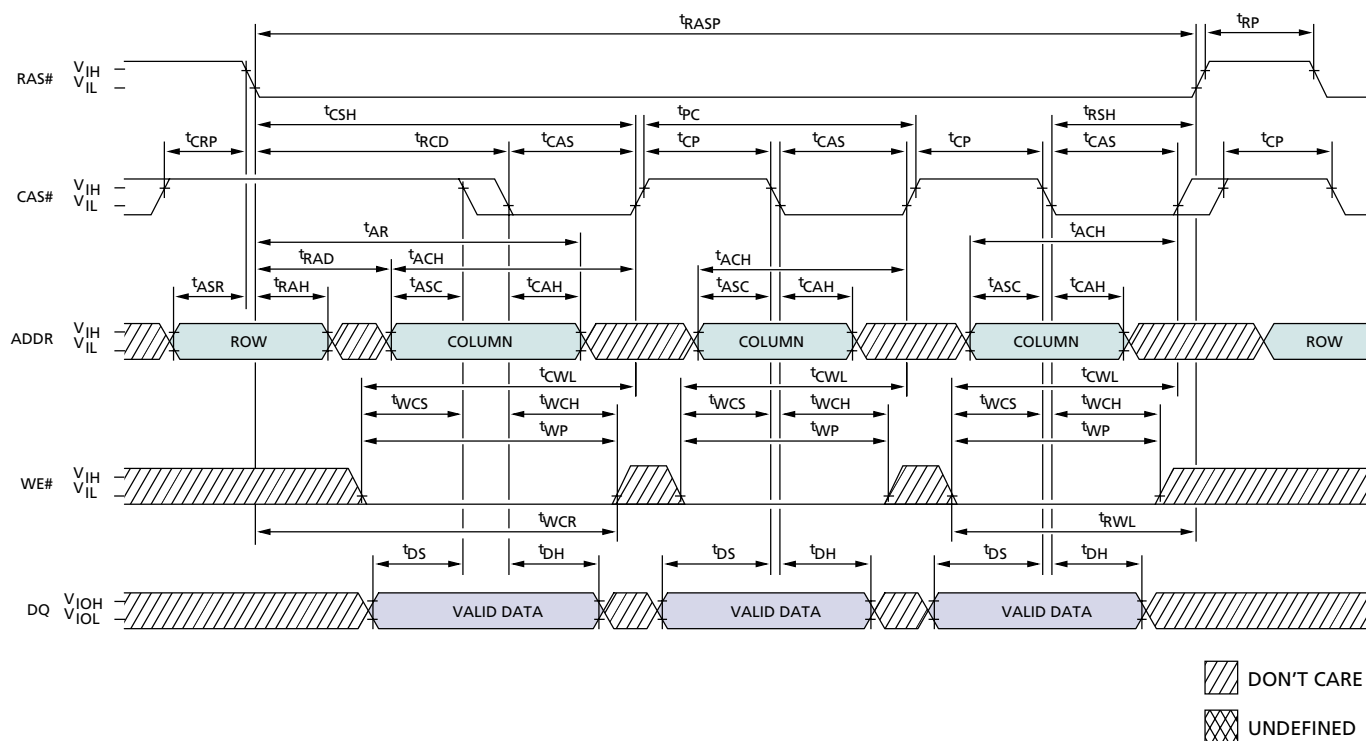 tRASP tRP
RAS# VIH
VIL
tCSH tPC tRSH
tCRP tRCD tCAS tCP tCAS tCP tCAS tCP
CAS# VIH
VIL
tAR tACH
tRAD tACH tACH
tASR tRAH tASC tCAH tASC tCAH tASC tCAH
ADDR VIH
VIL
ROW COLUMN COLUMN COLUMN ROW
tCWL tCWL tCWL
tWCS tWCH tWCS tWCH tWCS tWCH
tWP tWP tWP
WE# VIH
VIL
tWCR tRWL
tDS tDH tDS tDH tDS tDH
DQ VIOH
VIOL
VALID DATA VALID DATA VALID DATA
DON'T CARE
UNDEFINED